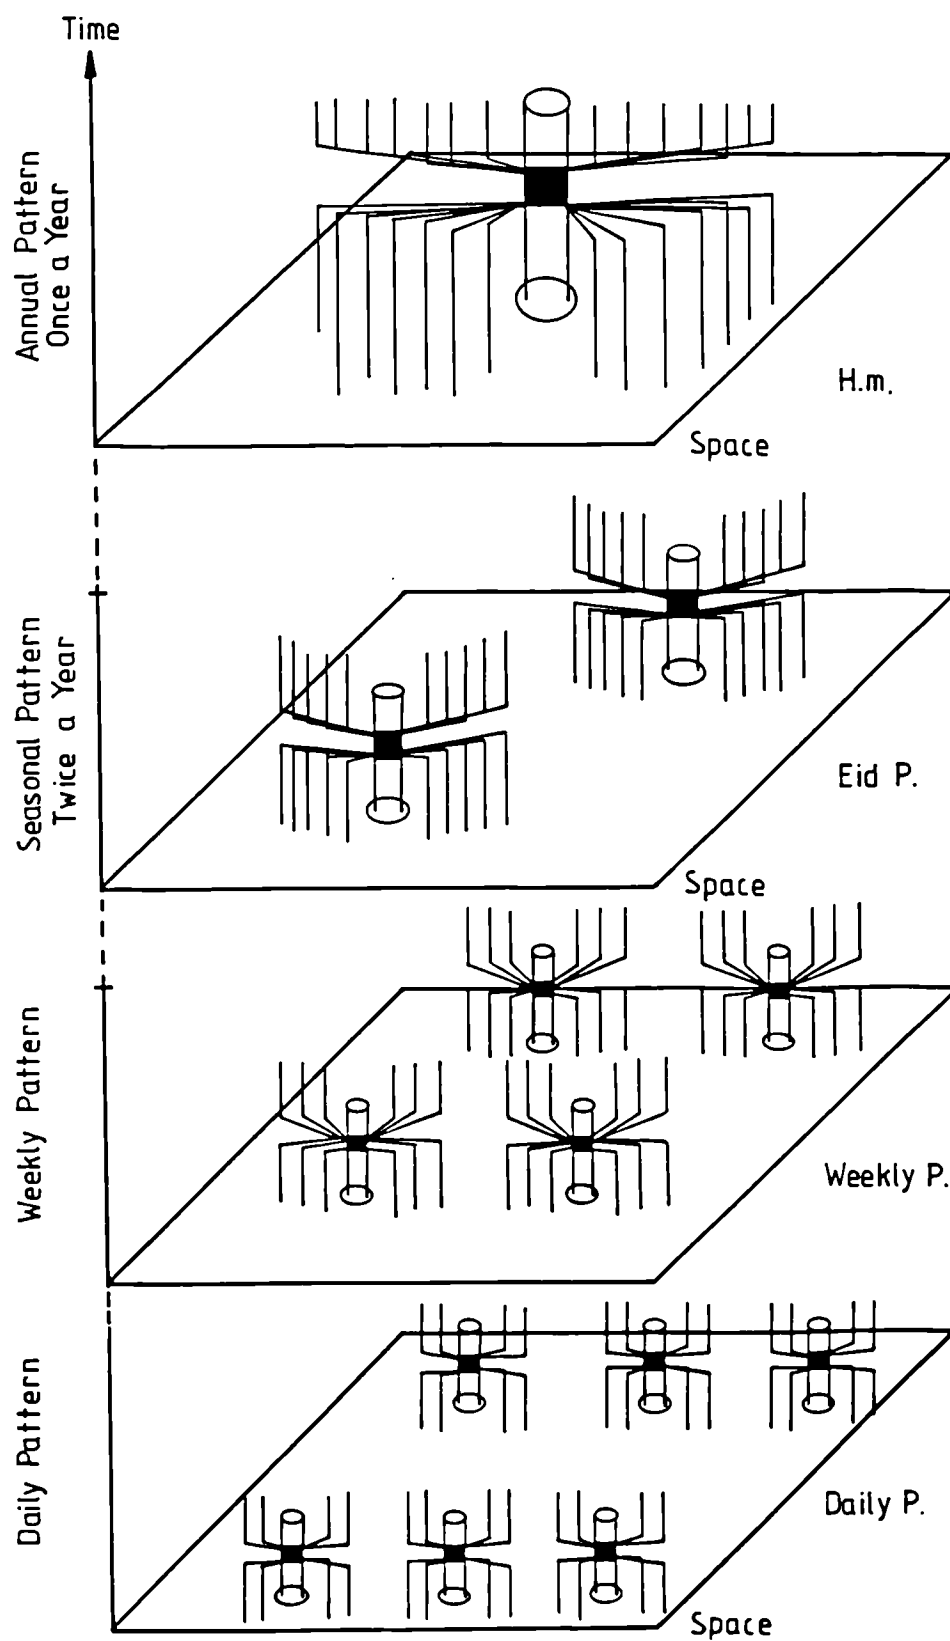 Time
Annual Pattern
Once a Year
H.m.
Space
Seasonal Pattern
Twice a Year
Eid P.
Space
Weekly Pattern
Weekly P.
Daily Pattern
Daily P.
Space